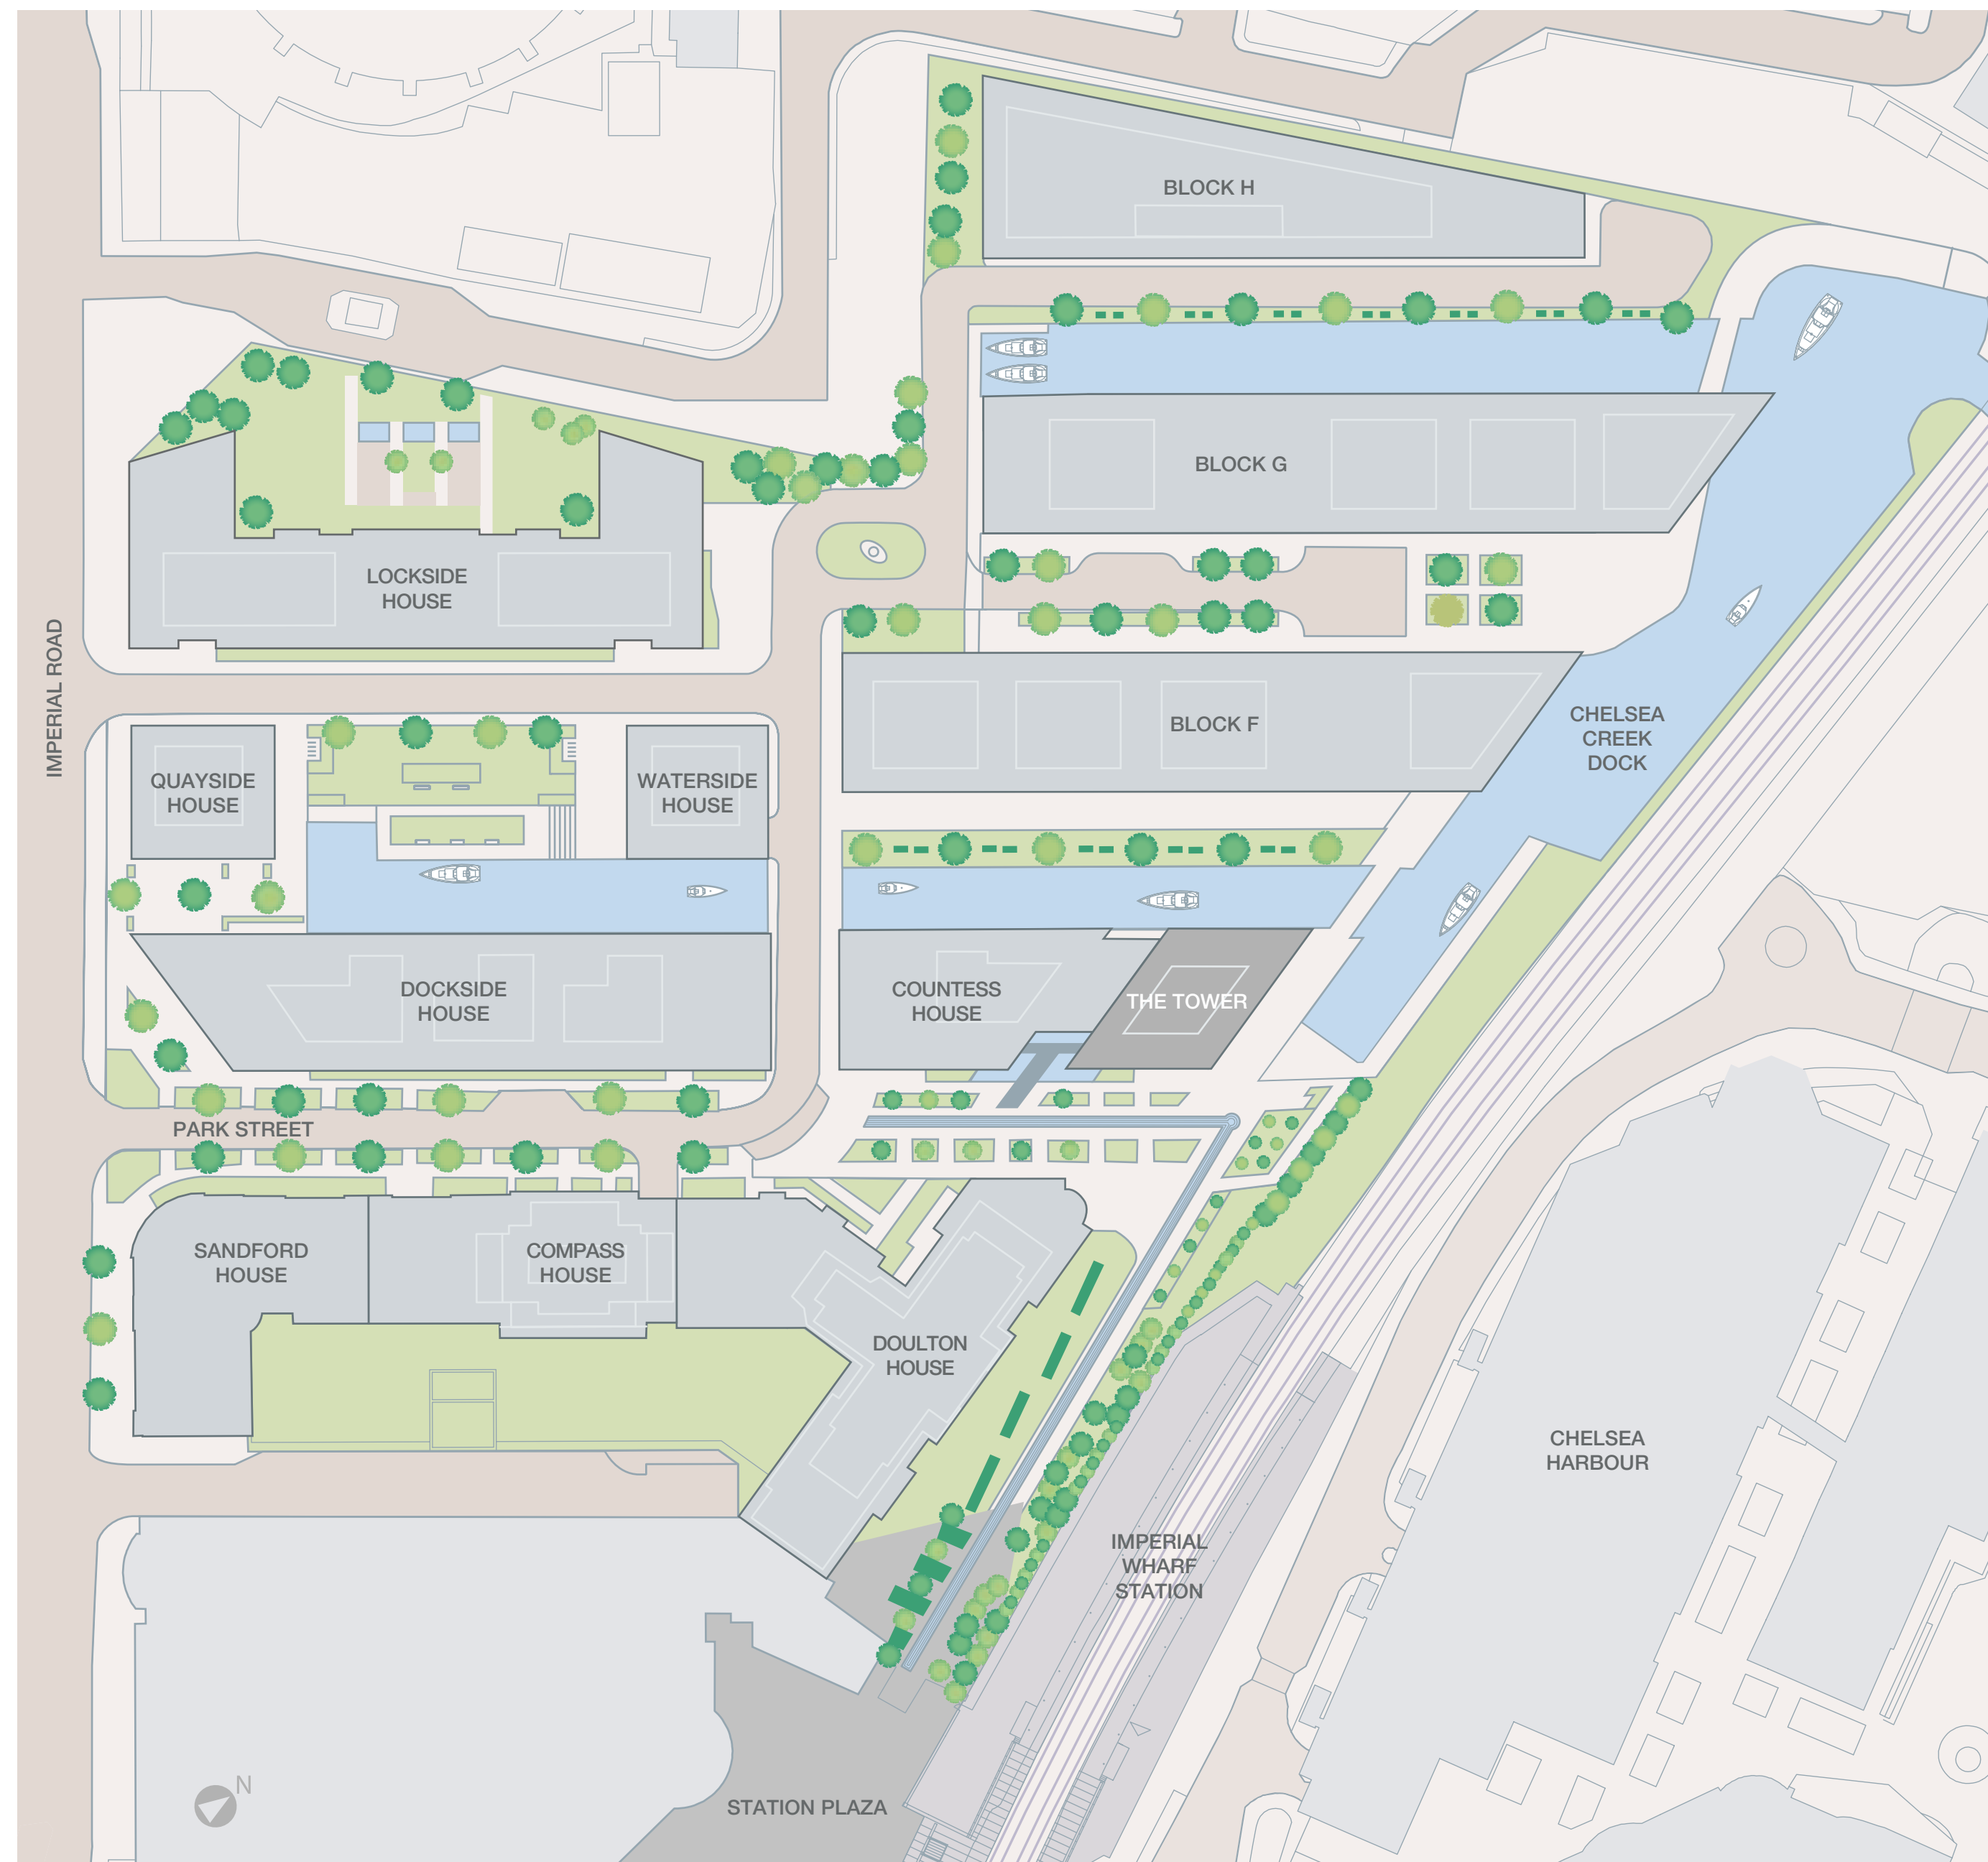 BLOCK H
BLOCK G
LOCKSIDE
HOUSE
IMPERIAL ROAD
BLOCK F
CHELSEA
CREEK
DOCK
QUAYSIDE
HOUSE
WATERSIDE
HOUSE
DOCKSIDE
HOUSE
COUNTESS
HOUSE
THE TOWER
PARK STREET
SANDFORD
HOUSE
COMPASS
HOUSE
DOULTON
HOUSE
CHELSEA
HARBOUR
IMPERIAL
WHARF
STATION
N
STATION PLAZA